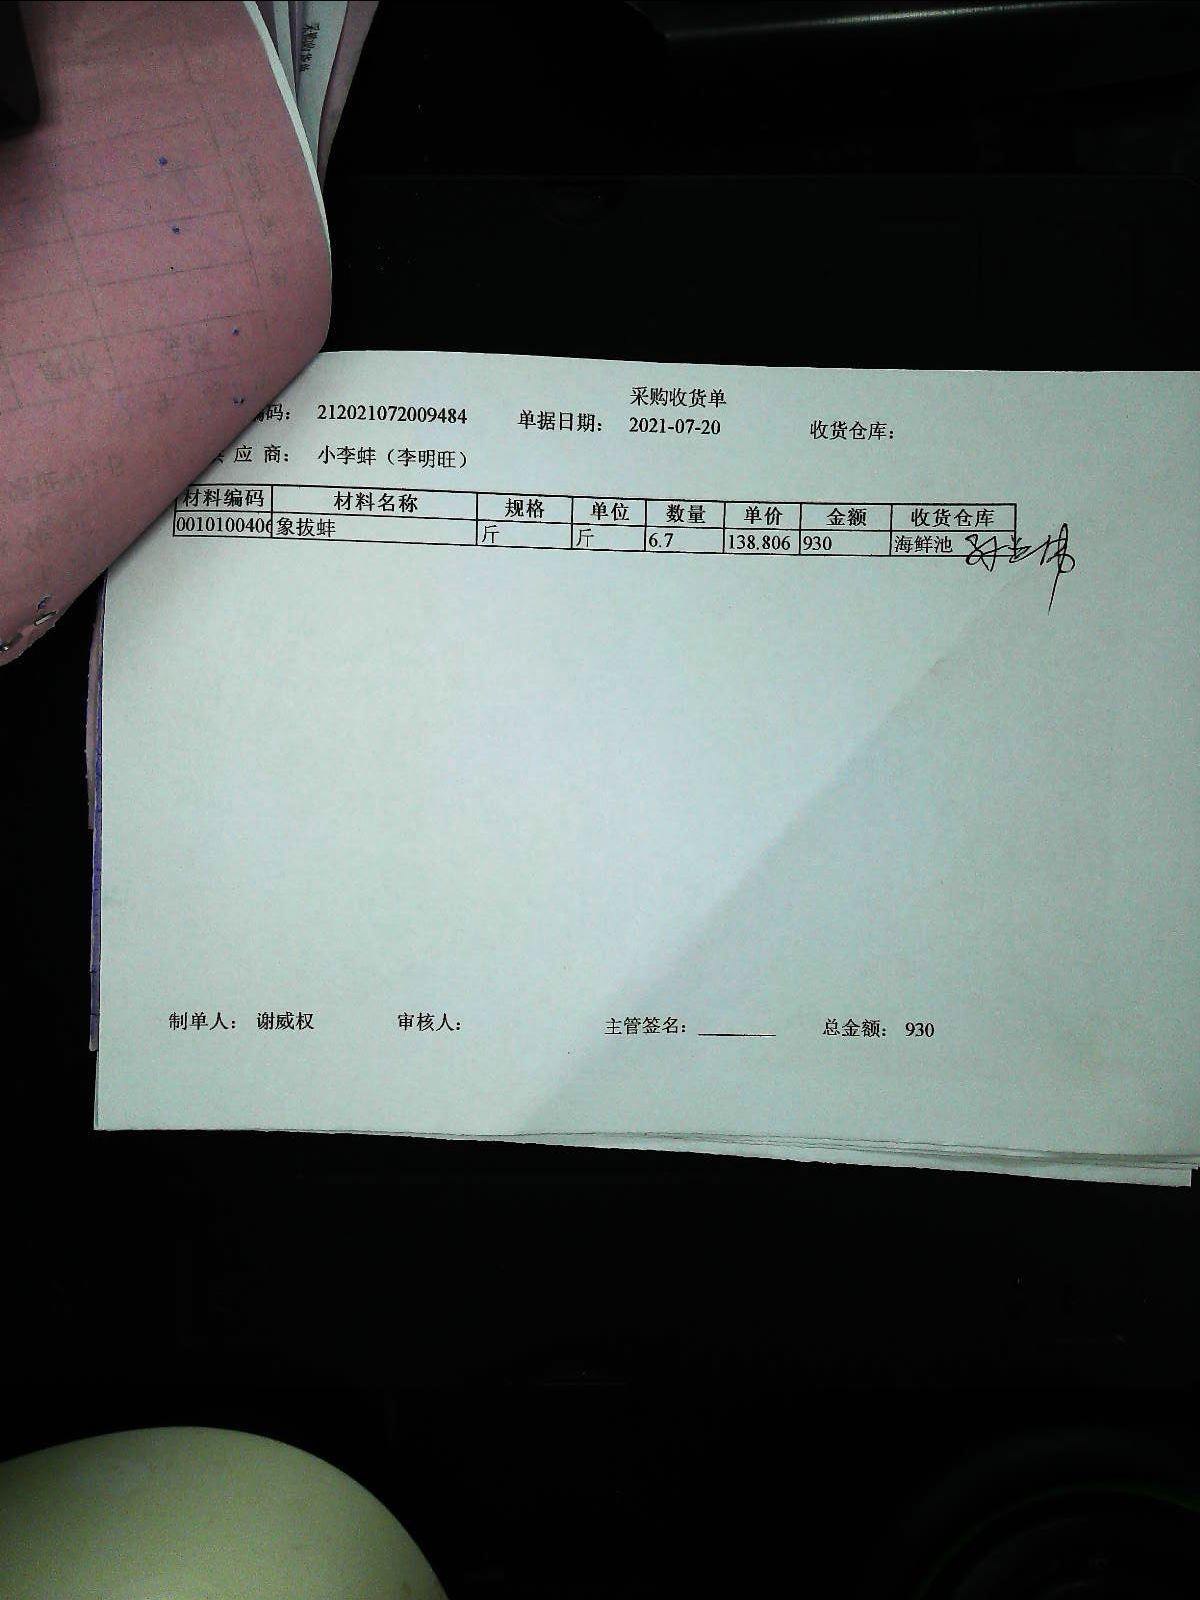 采购收货单
编码： 212021072009484 单据日期： 2021-07-20 收货仓库：
应 商： 小李蚌（李明旺）
材料编码 材料名称 规格 单位 数量 单价 金额 收货仓库
0010100406 象拔蚌 斤 斤 6.7 138.806 930 海鲜池
制单人： 谢威权 审核人： 主管签名： 总金额： 930